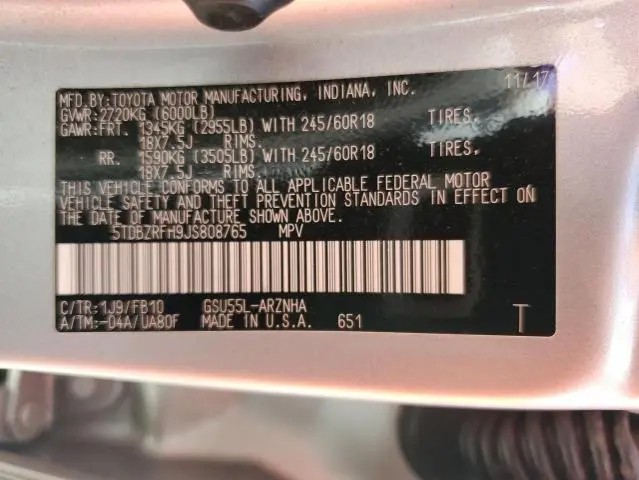 MFD.BY:TOYOTA MOTOR MANUFACTURING, INDIANA, INC. 11/17
GVWR:2720KG (6000LB)
GAWR:FRT. 1345KG (2955LB) WITH 245/60R18 TIRES,
18X7.5J RIMS.
RR. 1590KG (3505LB) WITH 245/60R18 TIRES,
18X7.5J RIMS.
THIS VEHICLE CONFORMS TO ALL APPLICABLE FEDERAL MOTOR
VEHICLE SAFETY AND THEFT PREVENTION STANDARDS IN EFFECT ON
THE DATE OF MANUFACTURE SHOWN ABOVE.
5TDBZRFH9JS808765 MPV
C/TR:1J9/FB10 GSU55L-ARZNHA
A/TM:-04A/UA80F MADE IN U.S.A. 651 T